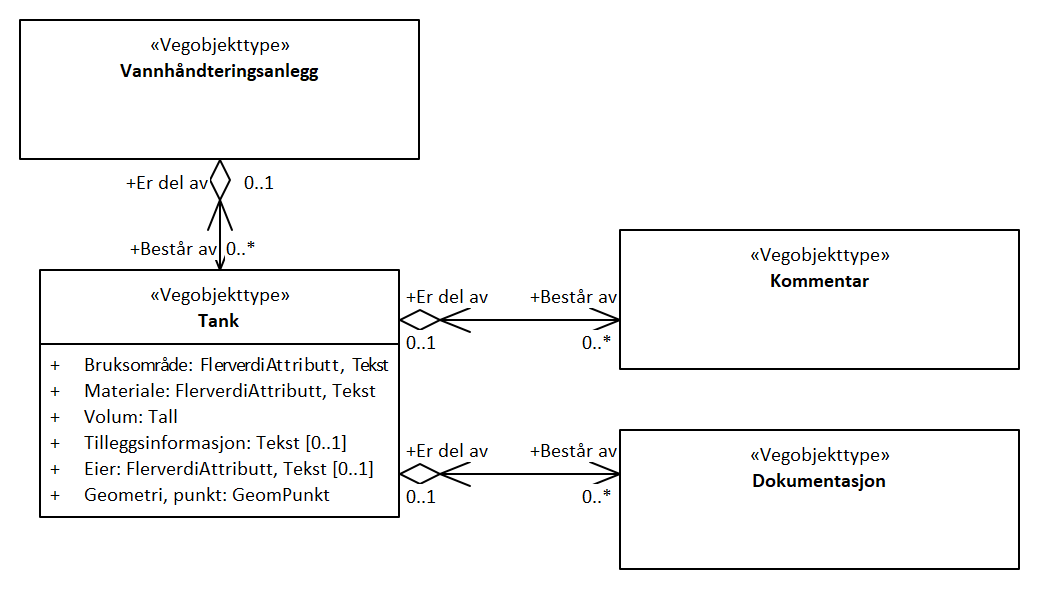 «Vegobjekttype»
Vannhåndteringsanlegg
+Er del av 0..1
+Består av 0..*
«Vegobjekttype»
Tank
+ Bruksområde: FlerverdiAttributt, Tekst
+ Materiale: FlerverdiAttributt, Tekst
+ Volum: Tall
+ Tilleggsinformasjon: Tekst [0..1]
+ Eier: FlerverdiAttributt, Tekst [0..1]
+ Geometri, punkt: GeomPunkt
+Er del av +Består av
0..1 0..*
«Vegobjekttype»
Kommentar
+Er del av +Består av
0..1 0..*
«Vegobjekttype»
Dokumentasjon